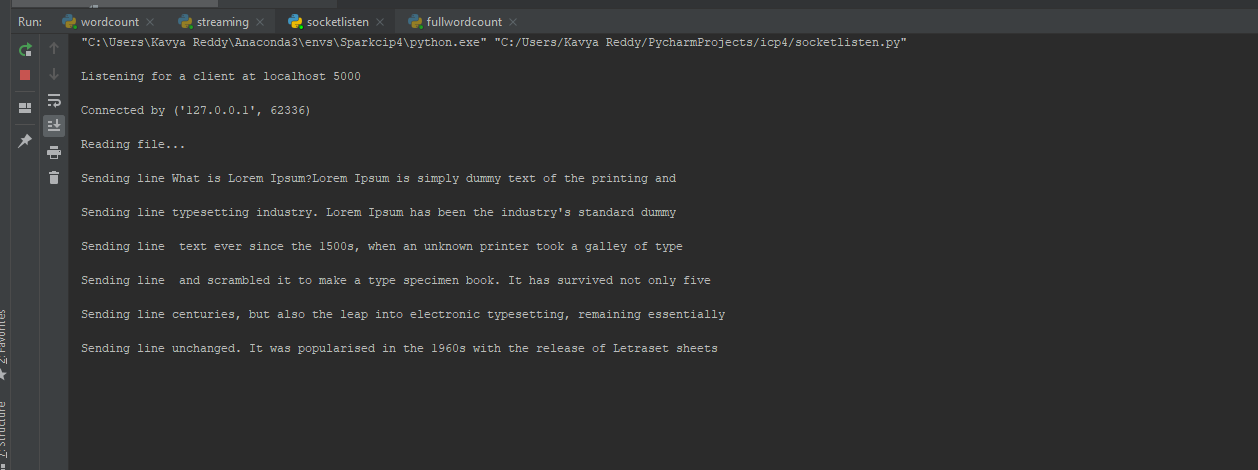 Run: wordcount streaming socketlisten fullwordcount
"C:\Users\Kavya Reddy\Anaconda3\envs\Sparkcip4\python.exe" "C:/Users/Kavya Reddy/PycharmProjects/icp4/socketlisten.py"
Listening for a client at localhost 5000
Connected by ('127.0.0.1', 62336)
Reading file...
Sending line What is Lorem Ipsum?Lorem Ipsum is simply dummy text of the printing and
Sending line typesetting industry. Lorem Ipsum has been the industry's standard dummy
Sending line  text ever since the 1500s, when an unknown printer took a galley of type
Sending line  and scrambled it to make a type specimen book. It has survived not only five
Sending line centuries, but also the leap into electronic typesetting, remaining essentially
Sending line unchanged. It was popularised in the 1960s with the release of Letraset sheets
2: Favorites
7: Structure